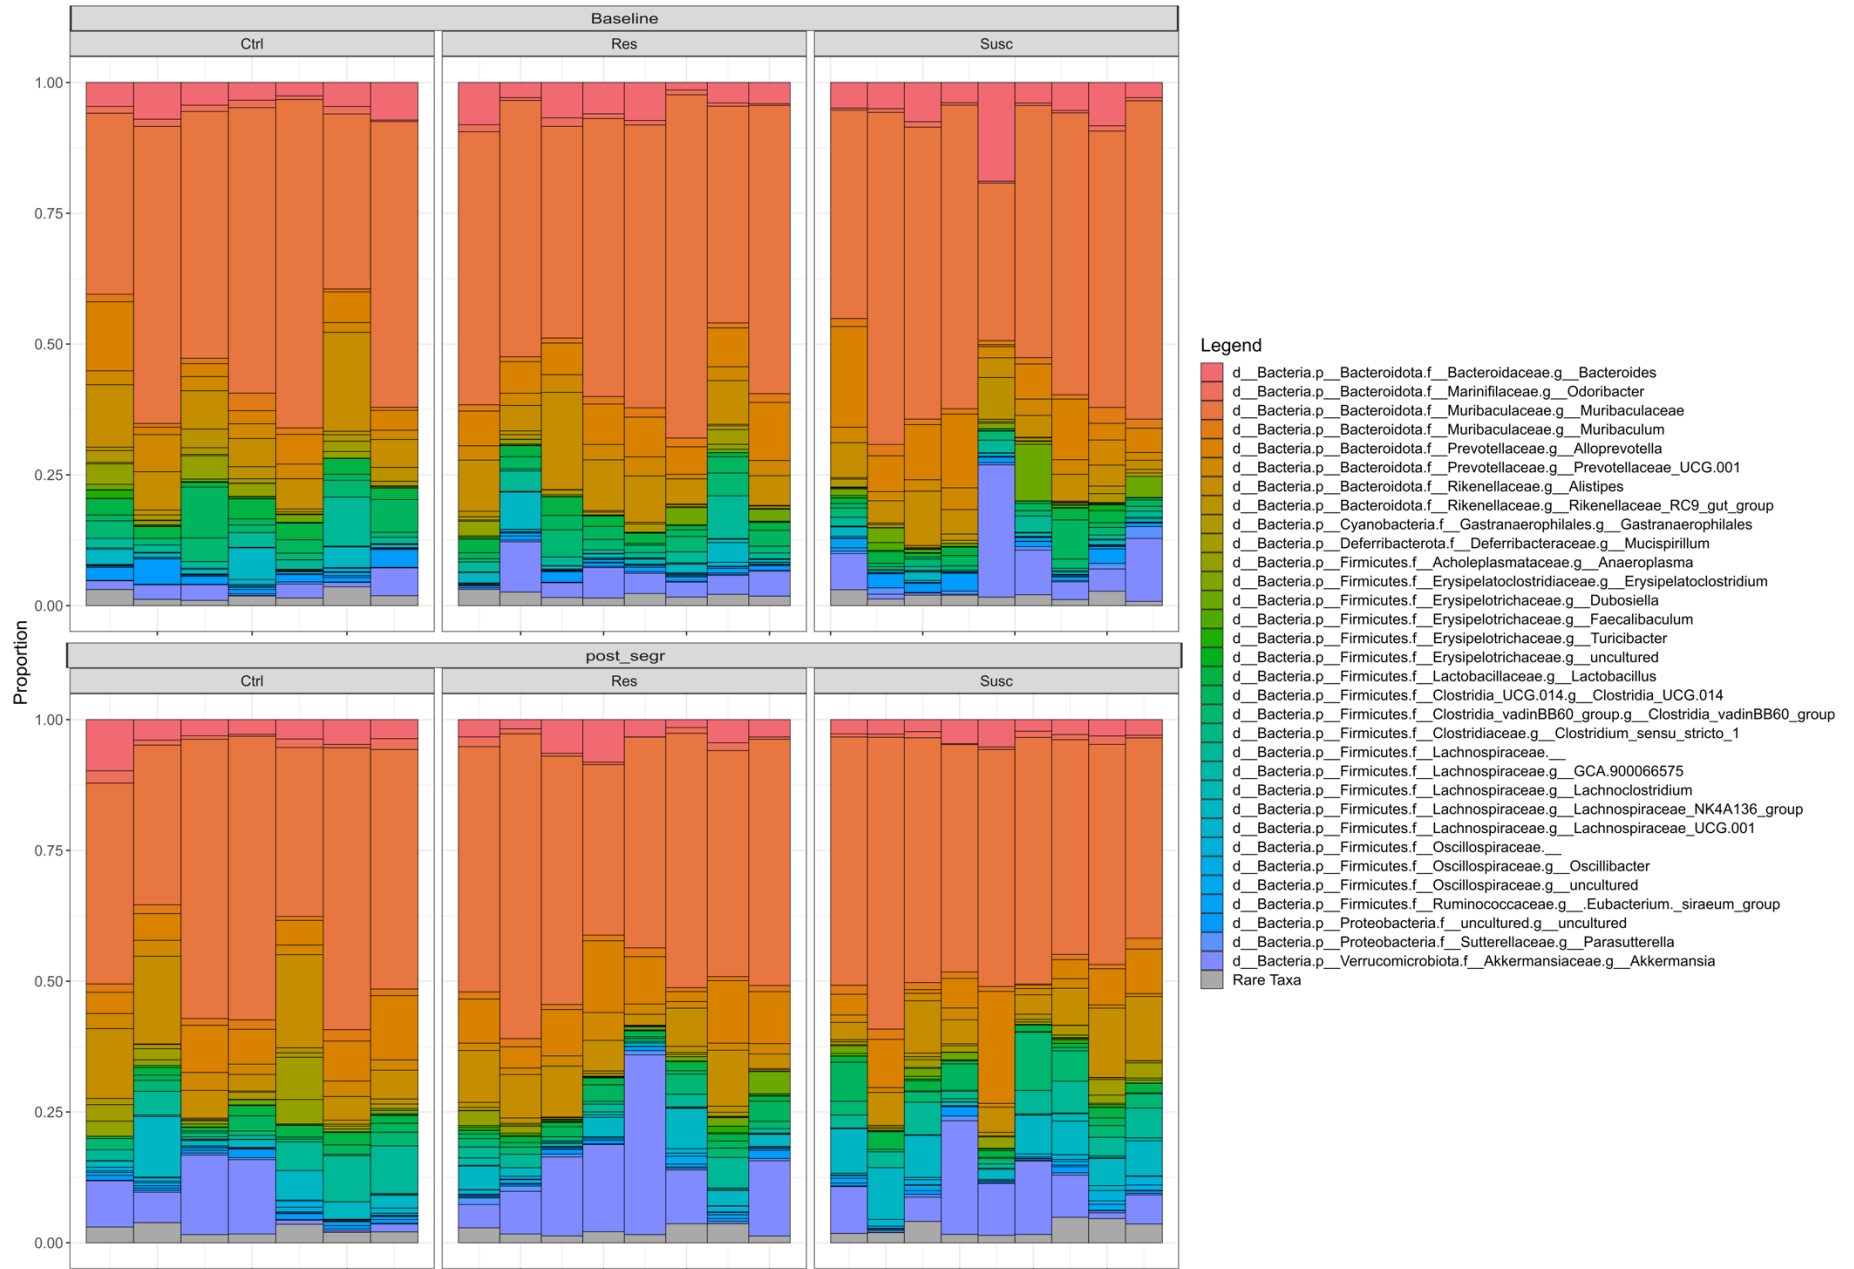 Baseline
Ctrl
Res
Susc
1.00
0.75
0.50
0.25
0.00
Proportion
post_segr
Ctrl
Res
Susc
1.00
0.75
0.50
0.25
0.00
Legend
d__Bacteria.p__Bacteroidota.f__Bacteroidaceae.g__Bacteroides
d__Bacteria.p__Bacteroidota.f__Marinifilaceae.g__Odoribacter
d__Bacteria.p__Bacteroidota.f__Muribaculaceae.g__Muribaculaceae
d__Bacteria.p__Bacteroidota.f__Muribaculaceae.g__Muribaculum
d__Bacteria.p__Bacteroidota.f__Prevotellaceae.g__Alloprevotella
d__Bacteria.p__Bacteroidota.f__Prevotellaceae.g__Prevotellaceae_UCG.001
d__Bacteria.p__Bacteroidota.f__Rikenellaceae.g__Alistipes
d__Bacteria.p__Bacteroidota.f__Rikenellaceae.g__Rikenellaceae_RC9_gut_group
d__Bacteria.p__Cyanobacteria.f__Gastranaerophilales.g__Gastranaerophilales
d__Bacteria.p__Deferribacterota.f__Deferribacteraceae.g__Mucispirillum
d__Bacteria.p__Firmicutes.f__Acholeplasmataceae.g__Anaeroplasma
d__Bacteria.p__Firmicutes.f__Erysipelatoclostridiaceae.g__Erysipelatoclostridium
d__Bacteria.p__Firmicutes.f__Erysipelotrichaceae.g__Dubosiella
d__Bacteria.p__Firmicutes.f__Erysipelotrichaceae.g__Faecalibaculum
d__Bacteria.p__Firmicutes.f__Erysipelotrichaceae.g__Turicibacter
d__Bacteria.p__Firmicutes.f__Erysipelotrichaceae.g__uncultured
d__Bacteria.p__Firmicutes.f__Lactobacillaceae.g__Lactobacillus
d__Bacteria.p__Firmicutes.f__Clostridia_UCG.014.g__Clostridia_UCG.014
d__Bacteria.p__Firmicutes.f__Clostridia_vadinBB60_group.g__Clostridia_vadinBB60_group
d__Bacteria.p__Firmicutes.f__Clostridiaceae.g__Clostridium_sensu_stricto_1
d__Bacteria.p__Firmicutes.f__Lachnospiraceae.__
d__Bacteria.p__Firmicutes.f__Lachnospiraceae.g__GCA.900066575
d__Bacteria.p__Firmicutes.f__Lachnospiraceae.g__Lachnoclostridium
d__Bacteria.p__Firmicutes.f__Lachnospiraceae.g__Lachnospiraceae_NK4A136_group
d__Bacteria.p__Firmicutes.f__Lachnospiraceae.g__Lachnospiraceae_UCG.001
d__Bacteria.p__Firmicutes.f__Oscillospiraceae.__
d__Bacteria.p__Firmicutes.f__Oscillospiraceae.g__Oscillibacter
d__Bacteria.p__Firmicutes.f__Oscillospiraceae.g__uncultured
d__Bacteria.p__Firmicutes.f__Ruminococcaceae.g__.Eubacterium._siraeum_group
d__Bacteria.p__Proteobacteria.f__uncultured.g__uncultured
d__Bacteria.p__Proteobacteria.f__Sutterellaceae.g__Parasutterella
d__Bacteria.p__Verrucomicrobiota.f__Akkermansiaceae.g__Akkermansia
Rare Taxa